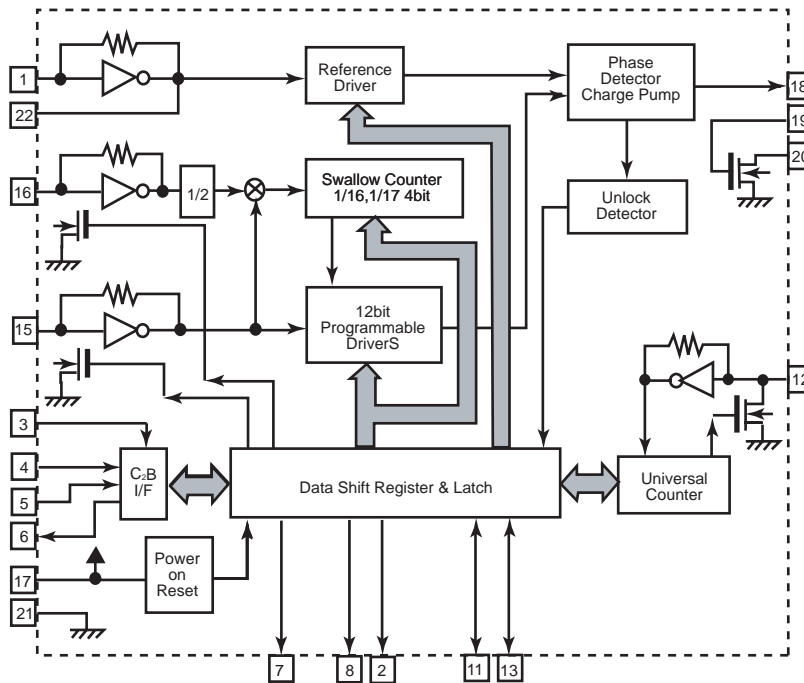 1
22
16
15
3
4
5
6
17
21
Reference
Driver
Phase
Detector
Charge Pump
18
19
20
1/2
Swallow Counter
1/16,1/17 4bit
Unlock
Detector
12bit
Programmable
DriverS
12
C₂B
I/F
Data Shift Register & Latch
Universal
Counter
Power
on
Reset
7
8
2
11
13